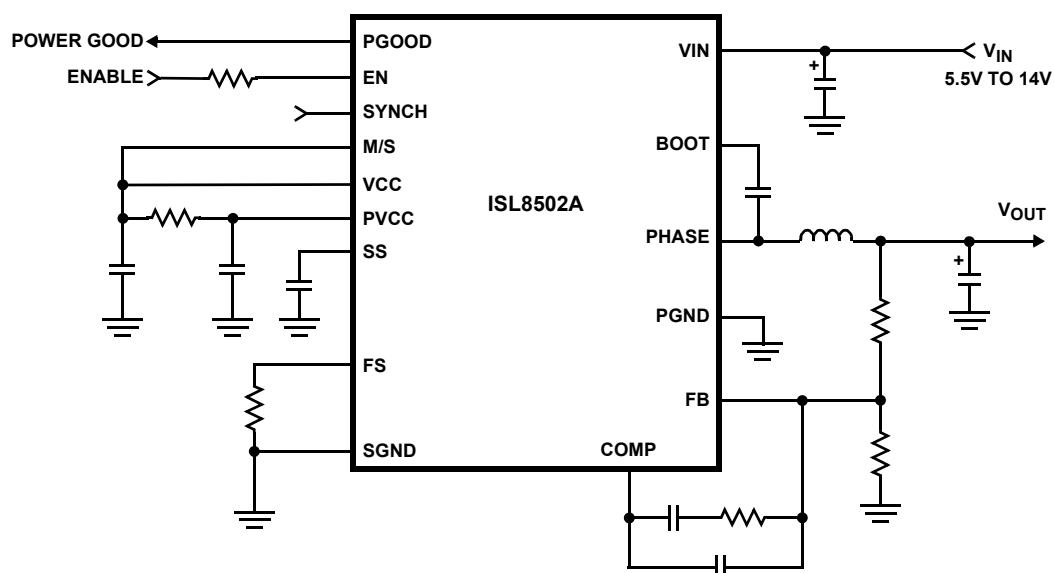 POWER GOOD
PGOOD
ENABLE
EN
SYNCH
M/S
VCC
PVCC
SS
FS
SGND
ISL8502A
COMP
VIN
V_IN
5.5V TO 14V
BOOT
PHASE
V_OUT
PGND
FB
+
+